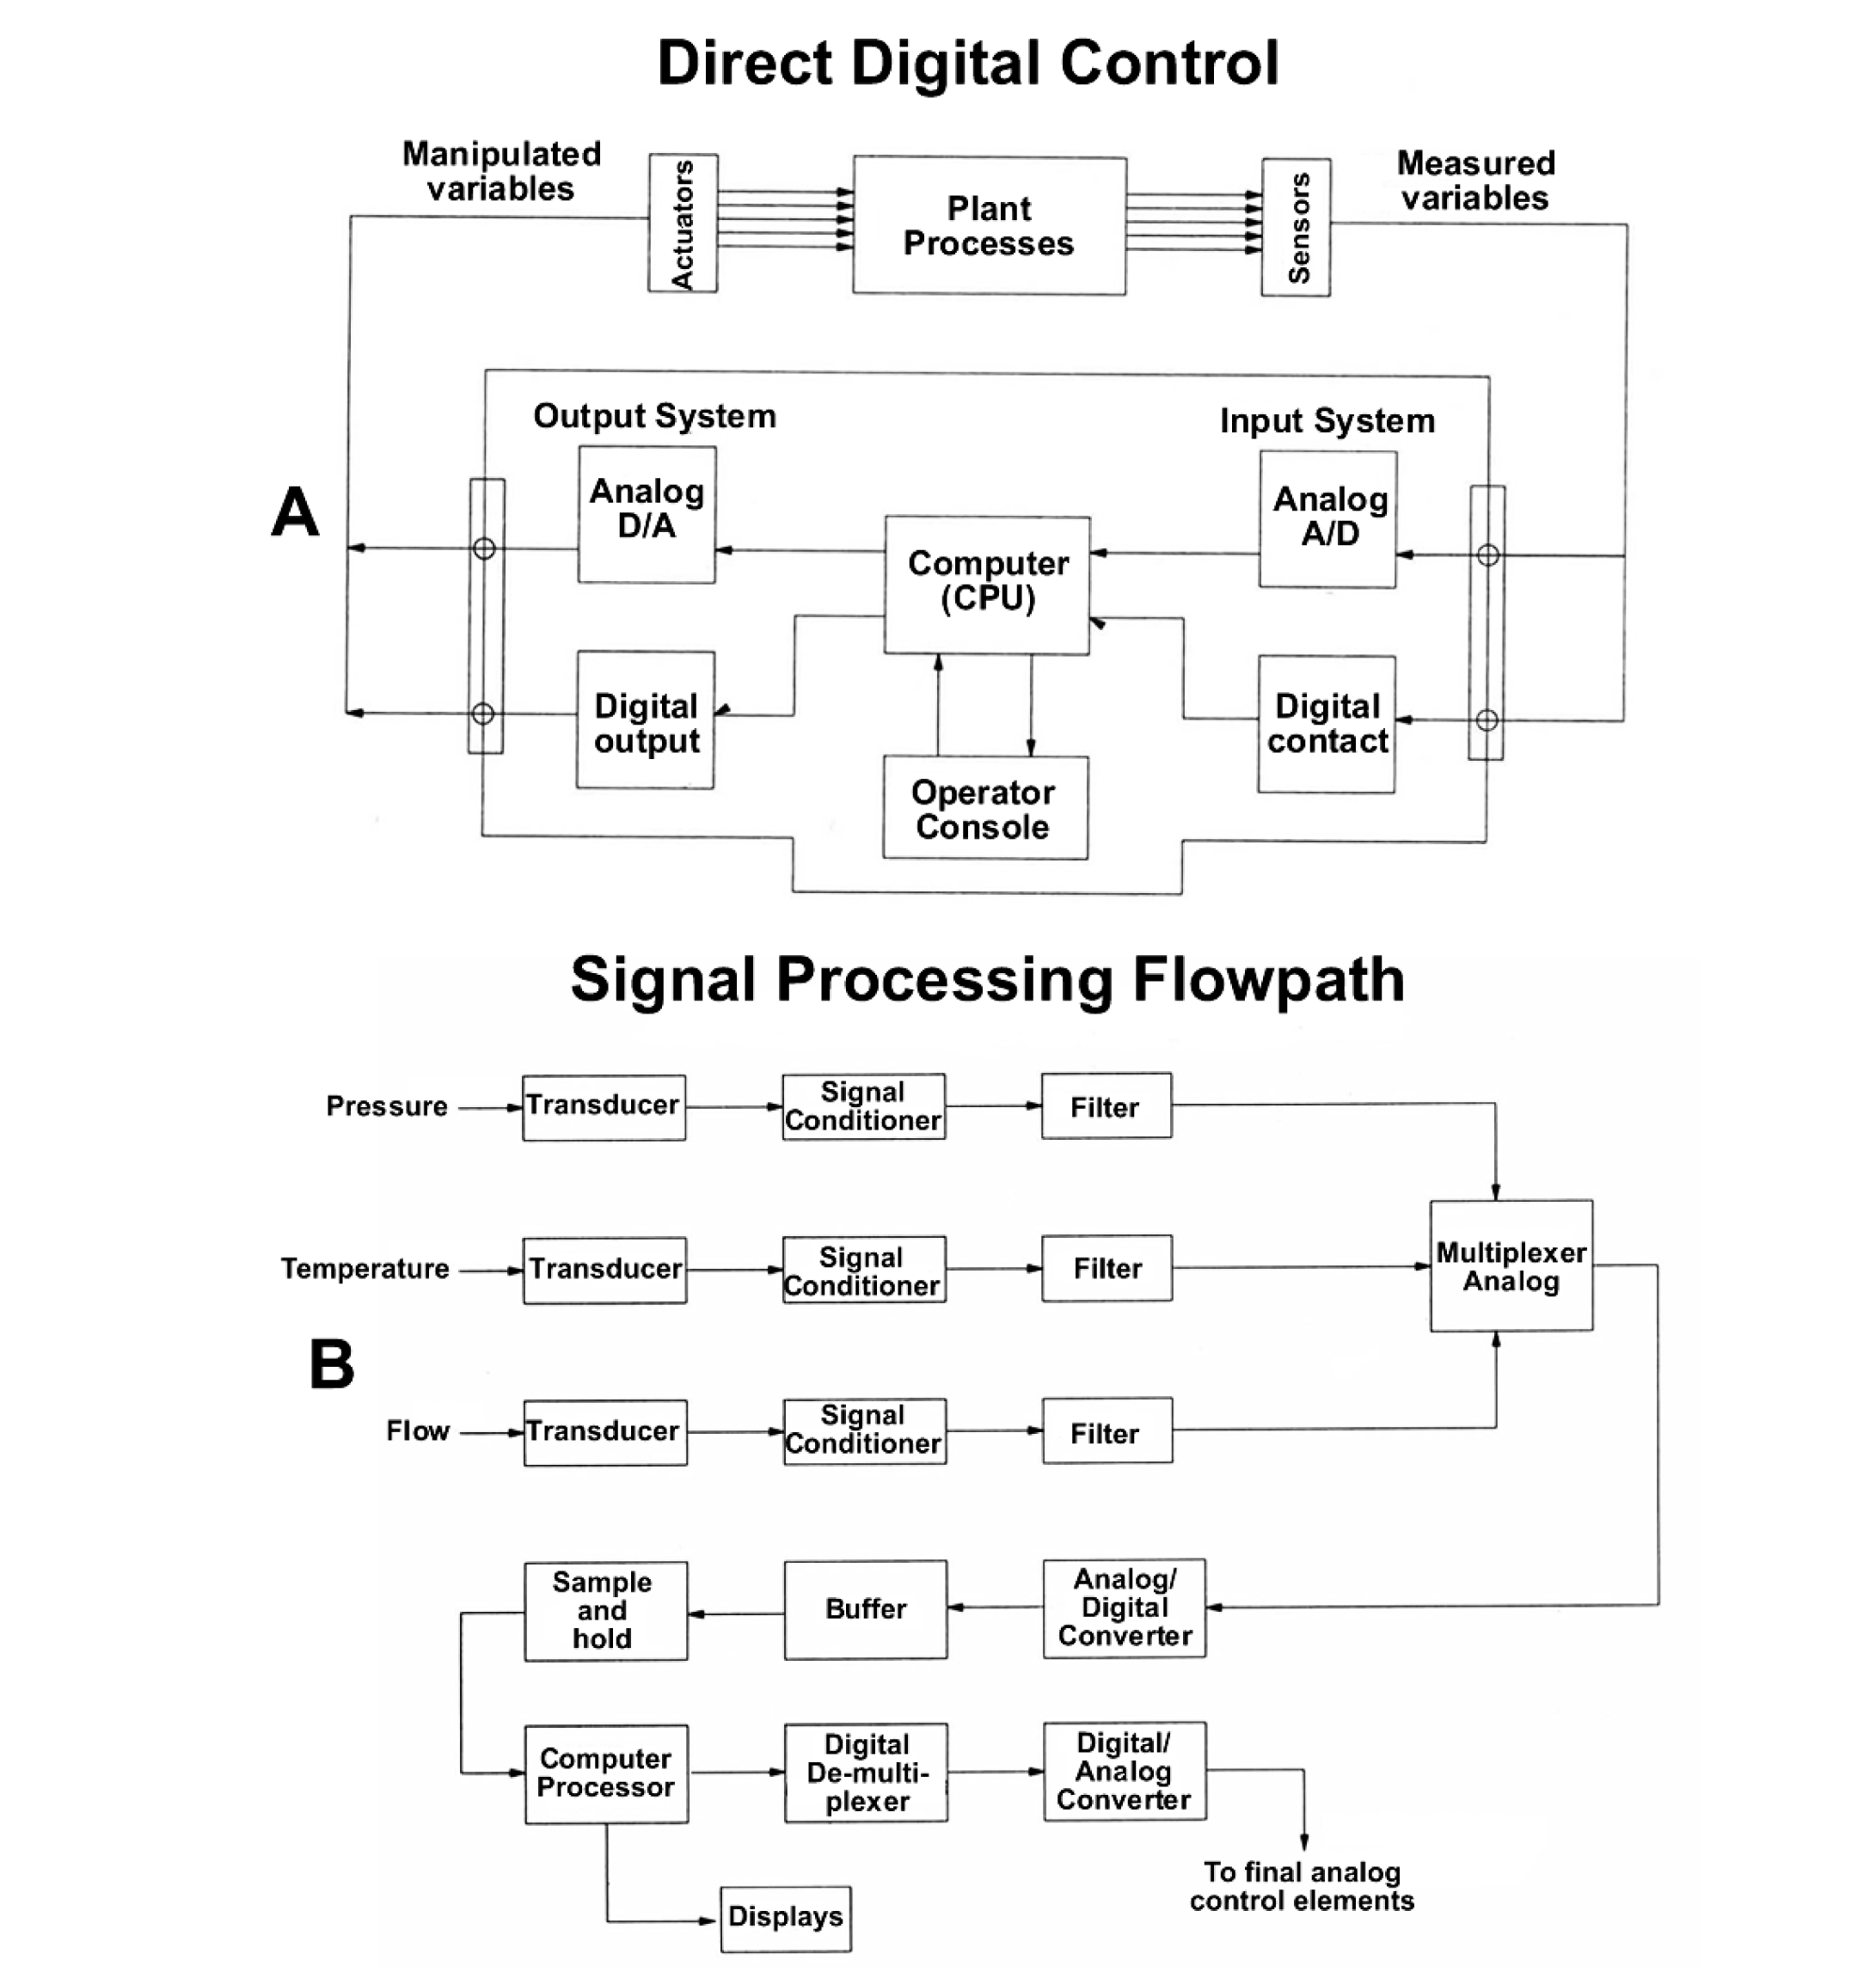 Direct Digital Control
Manipulated
variables
Actuators
Plant
Processes
Sensors
Measured
variables
Output System
Input System
A
Analog
D/A
Analog
A/D
Computer
(CPU)
Digital
output
Digital
contact
Operator
Console
Signal Processing Flowpath
Pressure
Transducer
Signal
Conditioner
Filter
Temperature
Transducer
Signal
Conditioner
Filter
Multiplexer
Analog
B
Flow
Transducer
Signal
Conditioner
Filter
Sample
and
hold
Buffer
Analog/
Digital
Converter
Computer
Processor
Digital
De-multi-
plexer
Digital/
Analog
Converter
To final analog
control elements
Displays